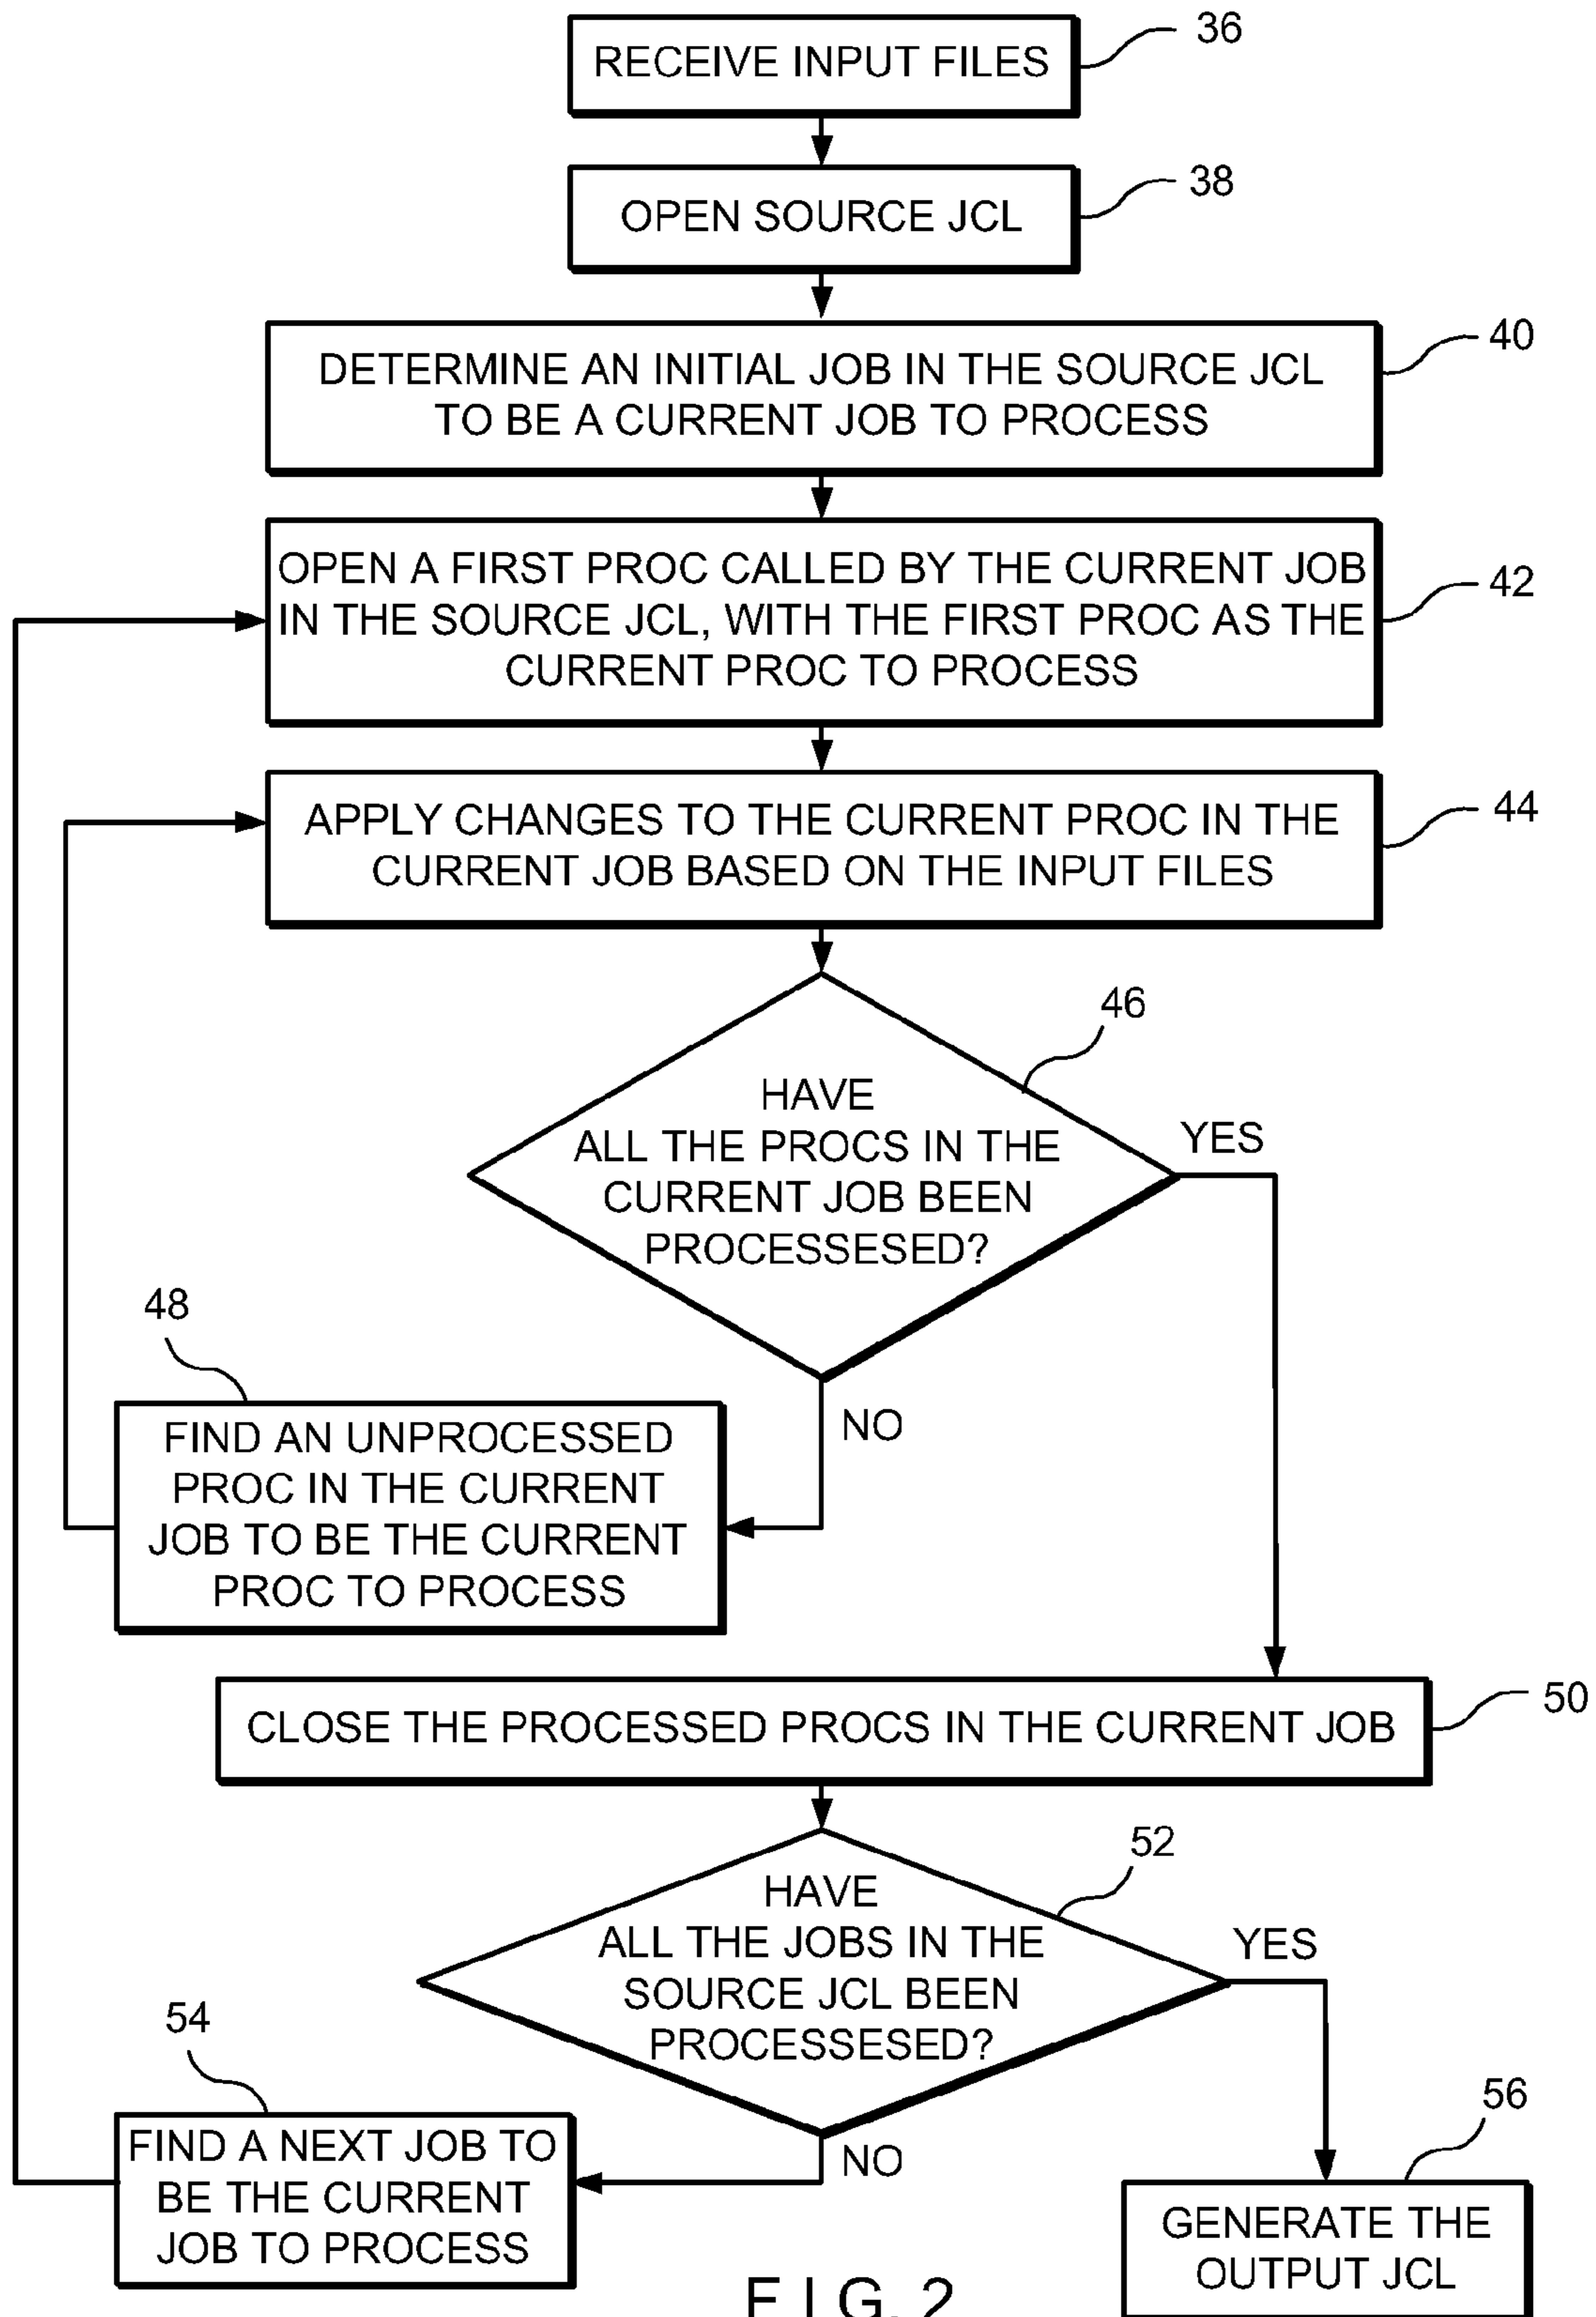 RECEIVE INPUT FILES
36
OPEN SOURCE JCL
38
DETERMINE AN INITIAL JOB IN THE SOURCE JCL
TO BE A CURRENT JOB TO PROCESS
40
OPEN A FIRST PROC CALLED BY THE CURRENT JOB
IN THE SOURCE JCL, WITH THE FIRST PROC AS THE
CURRENT PROC TO PROCESS
42
APPLY CHANGES TO THE CURRENT PROC IN THE
CURRENT JOB BASED ON THE INPUT FILES
44
46
HAVE
ALL THE PROCS IN THE
CURRENT JOB BEEN
PROCESSESED?
YES
NO
48
FIND AN UNPROCESSED
PROC IN THE CURRENT
JOB TO BE THE CURRENT
PROC TO PROCESS
CLOSE THE PROCESSED PROCS IN THE CURRENT JOB
50
52
HAVE
ALL THE JOBS IN THE
SOURCE JCL BEEN
PROCESSESED?
YES
NO
54
FIND A NEXT JOB TO
BE THE CURRENT
JOB TO PROCESS
56
GENERATE THE
OUTPUT JCL
FIG. 2